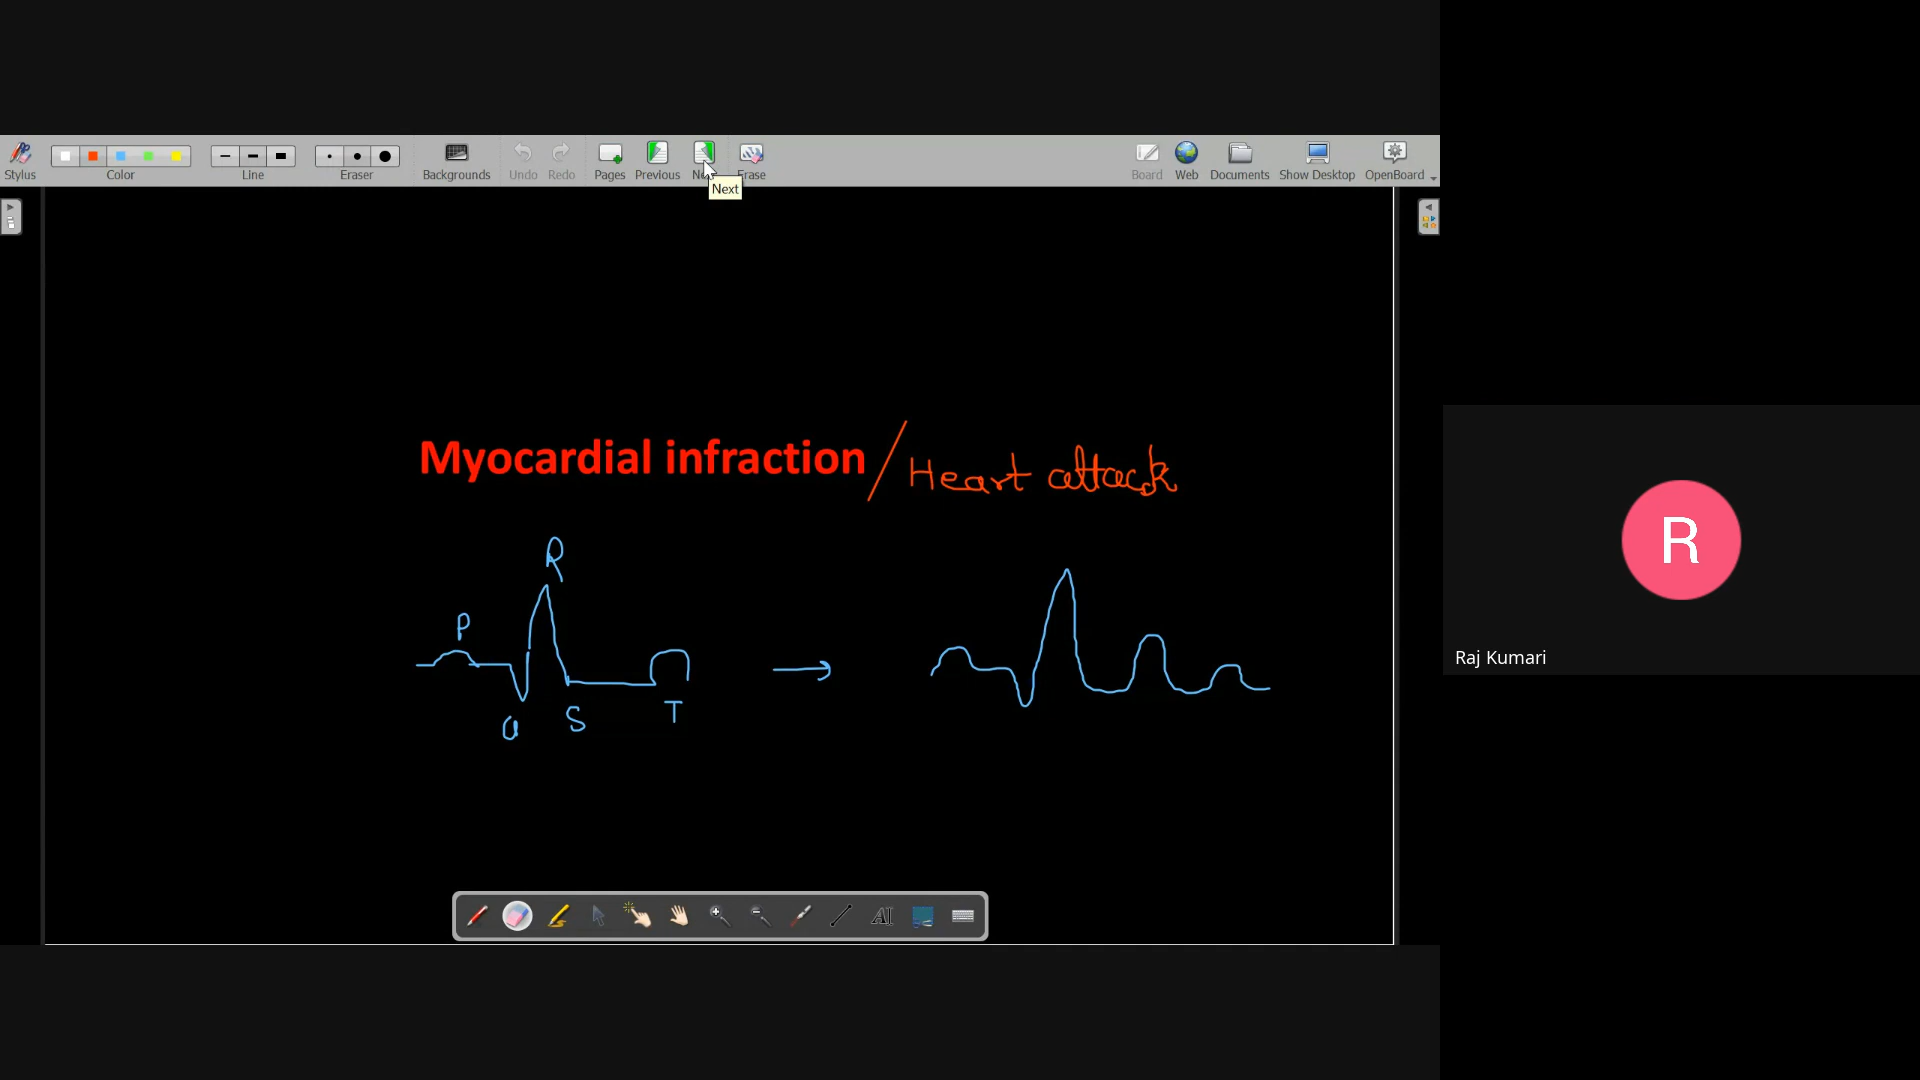 Stylus Color Line Eraser Backgrounds Undo Redo Pages Previous Erase Board Web Documents Show Desktop OpenBoard
Next
Myocardial infraction / Heart attack
R
P
Q S T
R
Raj Kumari
AI